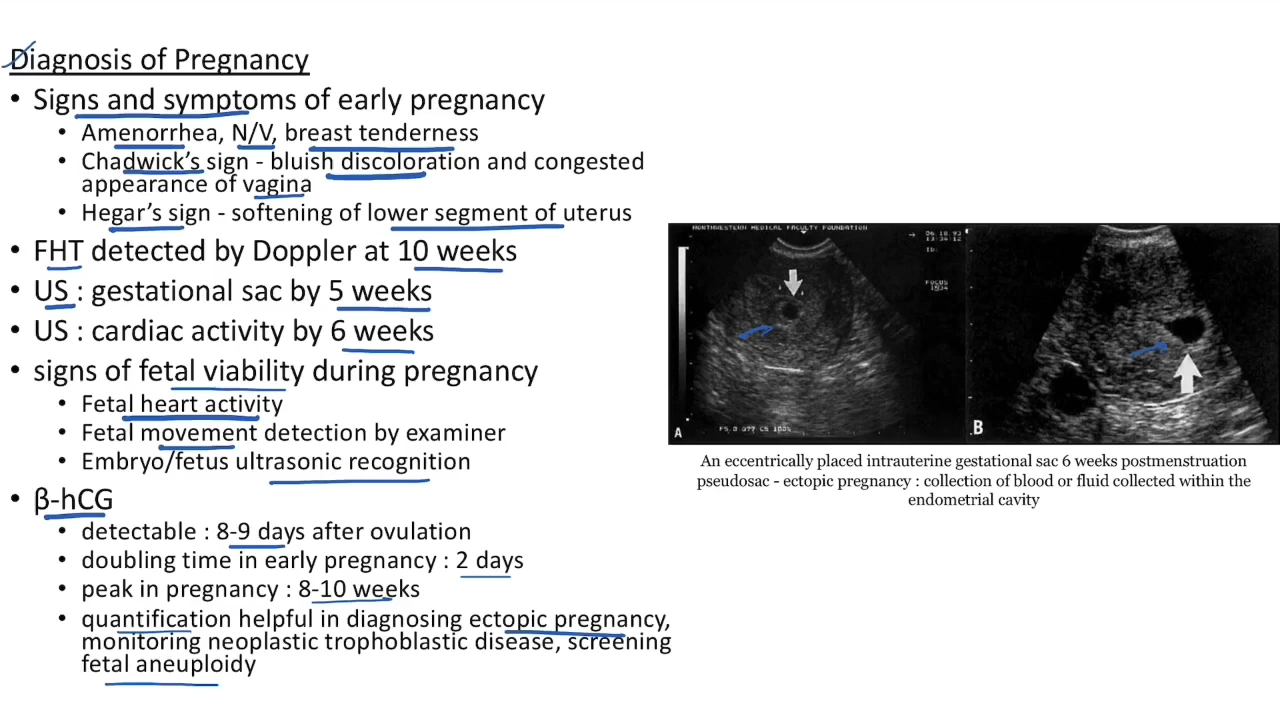 Diagnosis of Pregnancy
• Signs and symptoms of early pregnancy
• Amenorrhea, N/V, breast tenderness
• Chadwick's sign - bluish discoloration and congested
appearance of vagina
• Hegar's sign - softening of lower segment of uterus
• FHT detected by Doppler at 10 weeks
• US : gestational sac by 5 weeks
• US : cardiac activity by 6 weeks
• signs of fetal viability during pregnancy
• Fetal heart activity
• Fetal movement detection by examiner
• Embryo/fetus ultrasonic recognition
• β-hCG
• detectable : 8-9 days after ovulation
• doubling time in early pregnancy : 2 days
• peak in pregnancy : 8-10 weeks
• quantification helpful in diagnosing ectopic pregnancy,
monitoring neoplastic trophoblastic disease, screening
fetal aneuploidy
NORTHWESTERN MEDICAL FACULTY FOUNDATION
ID:
FOCUS
A
B
An eccentrically placed intrauterine gestational sac 6 weeks postmenstruation
pseudosac - ectopic pregnancy : collection of blood or fluid collected within the
endometrial cavity